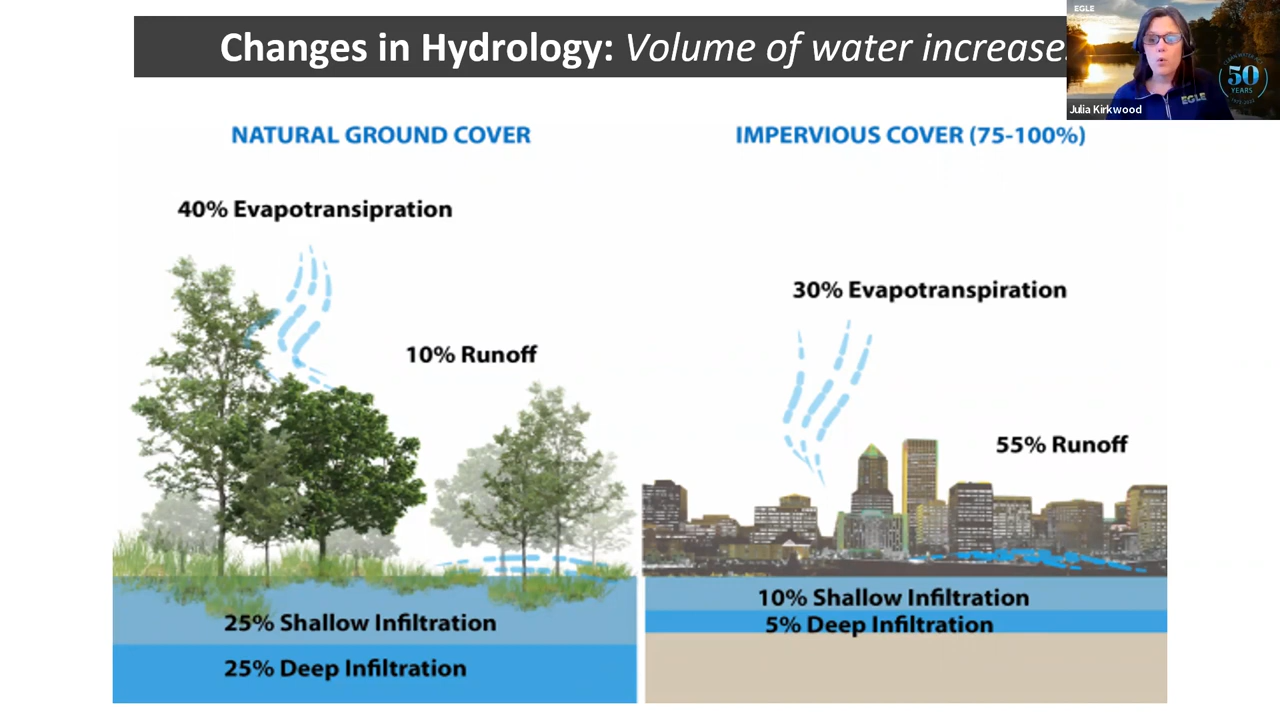 Changes in Hydrology: Volume of water increase
EGLE
50
YEARS
EGLE
Julia Kirkwood
NATURAL GROUND COVER
IMPERVIOUS COVER (75-100%)
40% Evapotransipration
30% Evapotranspiration
10% Runoff
55% Runoff
25% Shallow Infiltration
10% Shallow Infiltration
5% Deep Infiltration
25% Deep Infiltration